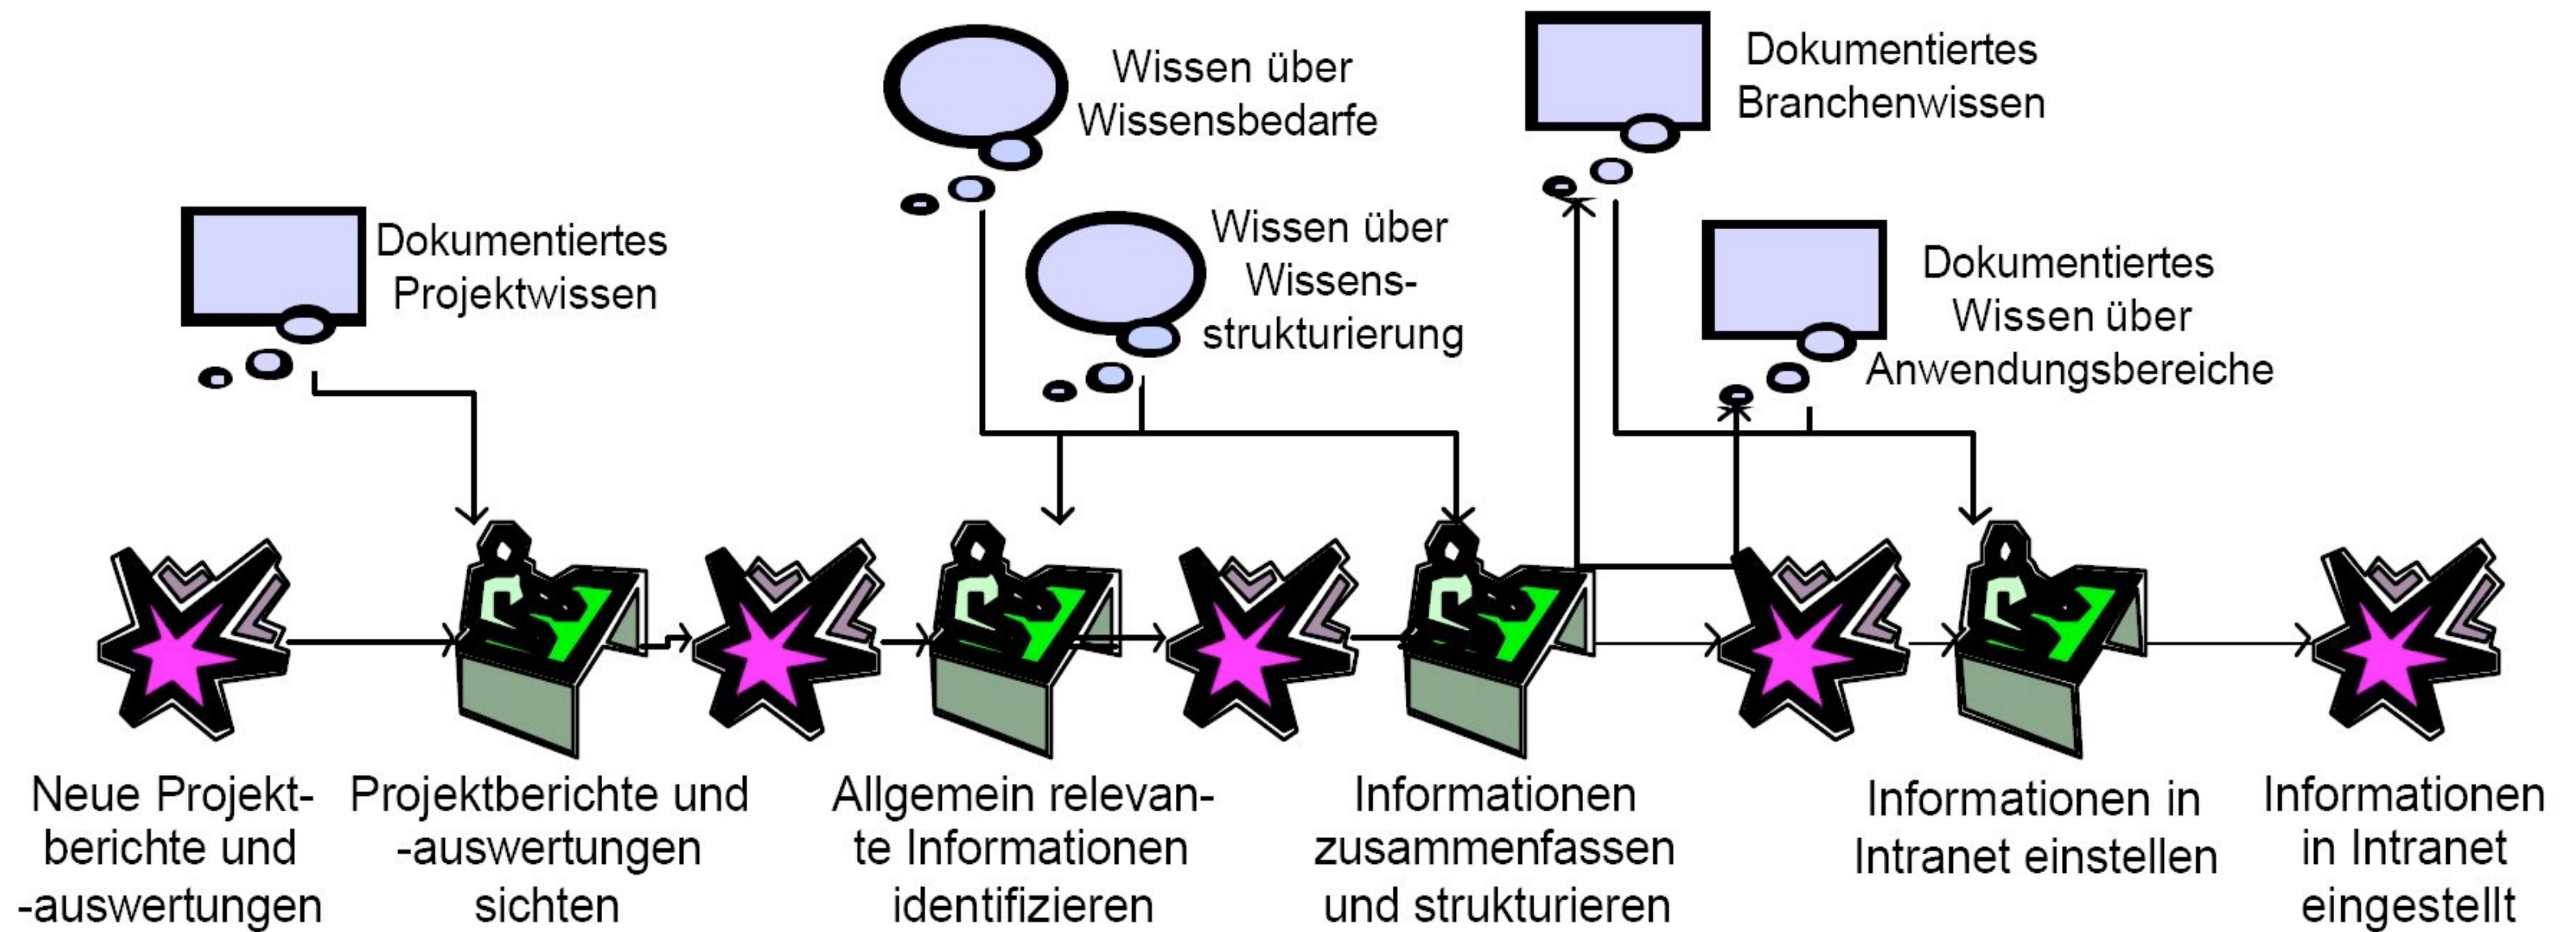 Wissen über
Wissensbedarfe
Dokumentiertes
Branchenwissen
Dokumentiertes
Projektwissen
Wissen über
Wissens-
strukturierung
Dokumentiertes
Wissen über
Anwendungsbereiche
Neue Projekt-
berichte und
-auswertungen
Projektberichte und
-auswertungen
sichten
Allgemein relevan-
te Informationen
identifizieren
Informationen
zusammenfassen
und strukturieren
Informationen in
Intranet einstellen
Informationen
in Intranet
eingestellt